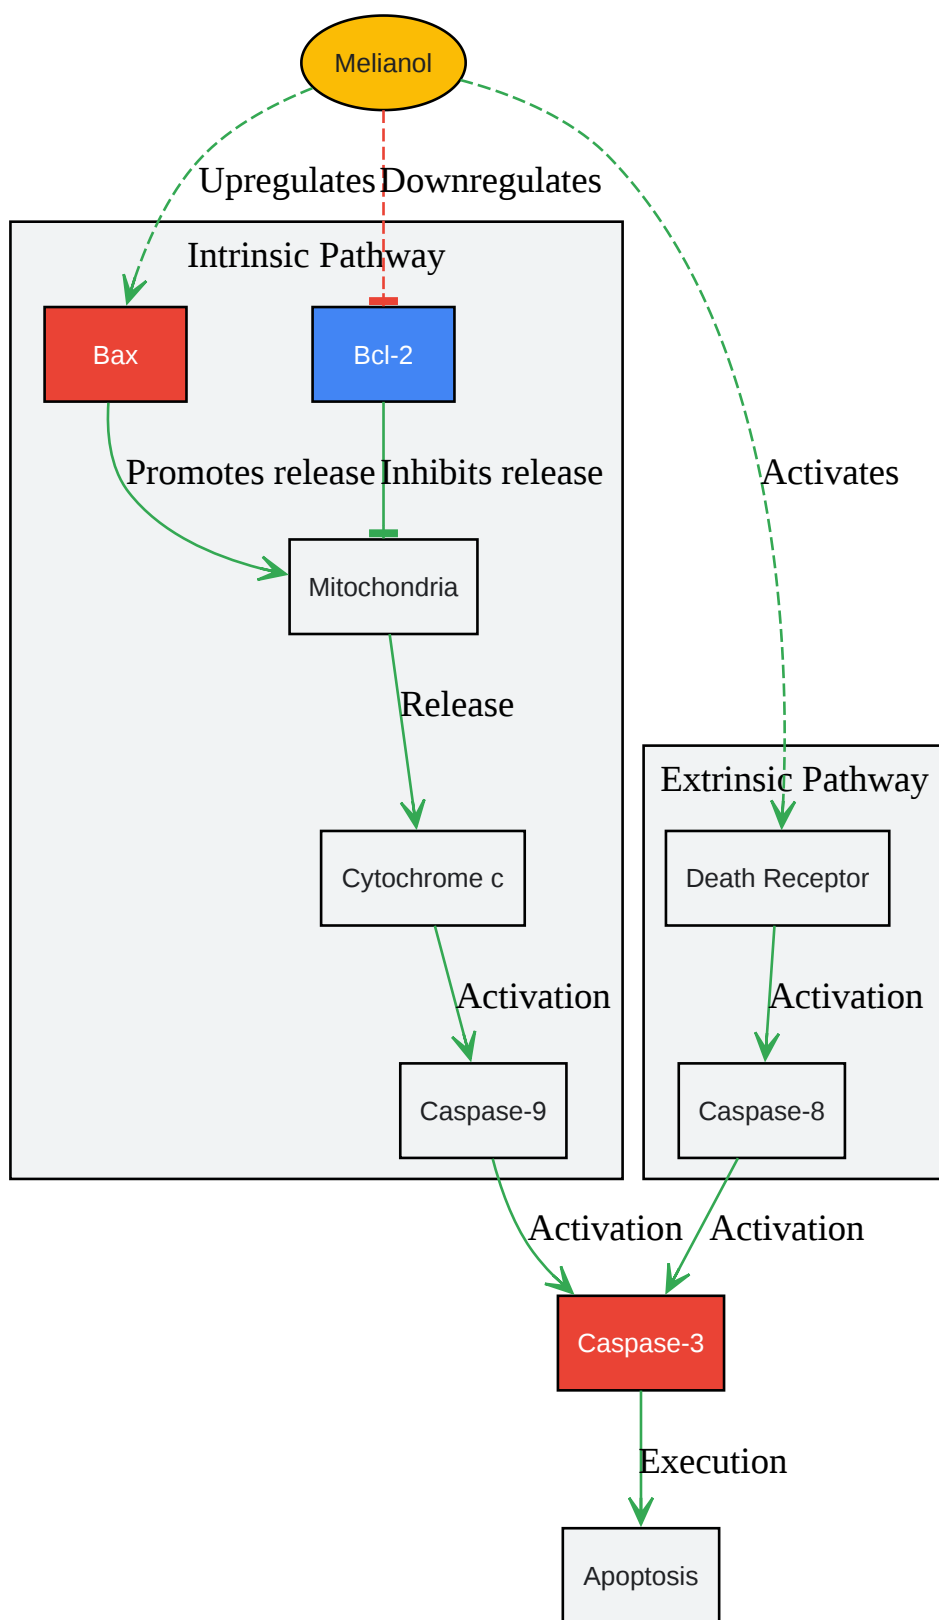 Melianol
Upregulates
Downregulates
Intrinsic Pathway
Bax
Bcl-2
Promotes release
Inhibits release
Activates
Mitochondria
Release
Extrinsic Pathway
Cytochrome c
Death Receptor
Activation
Activation
Caspase-9
Caspase-8
Activation
Activation
Caspase-3
Execution
Apoptosis